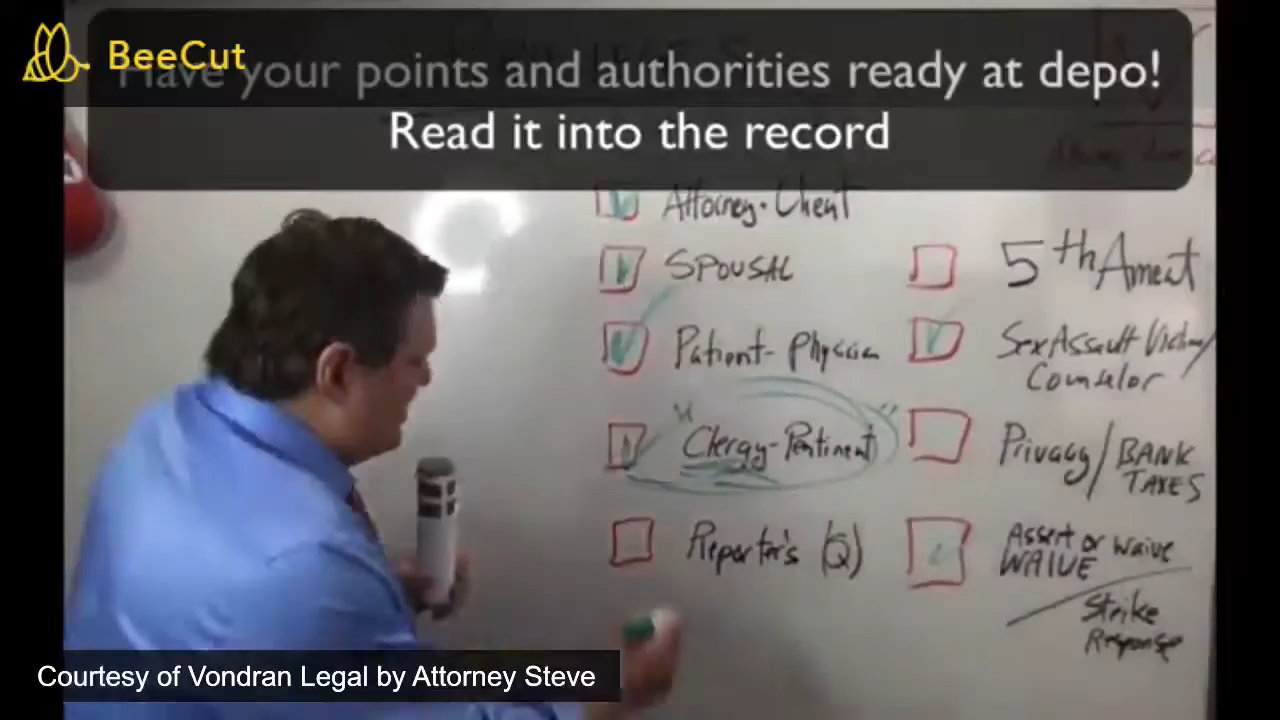 BeeCut
Have your points and authorities ready at depo!
Read it into the record
Attorney-Client
SPOUSAL
Patient-Physician
"Clergy-Pentinent"
Reporter's (Q)
5th Ament
Sex Assault Victim/
Counselor
Privacy/BANK
TAXES
Assert or waive
WAIVE
Strike
Response
Courtesy of Vondran Legal by Attorney Steve